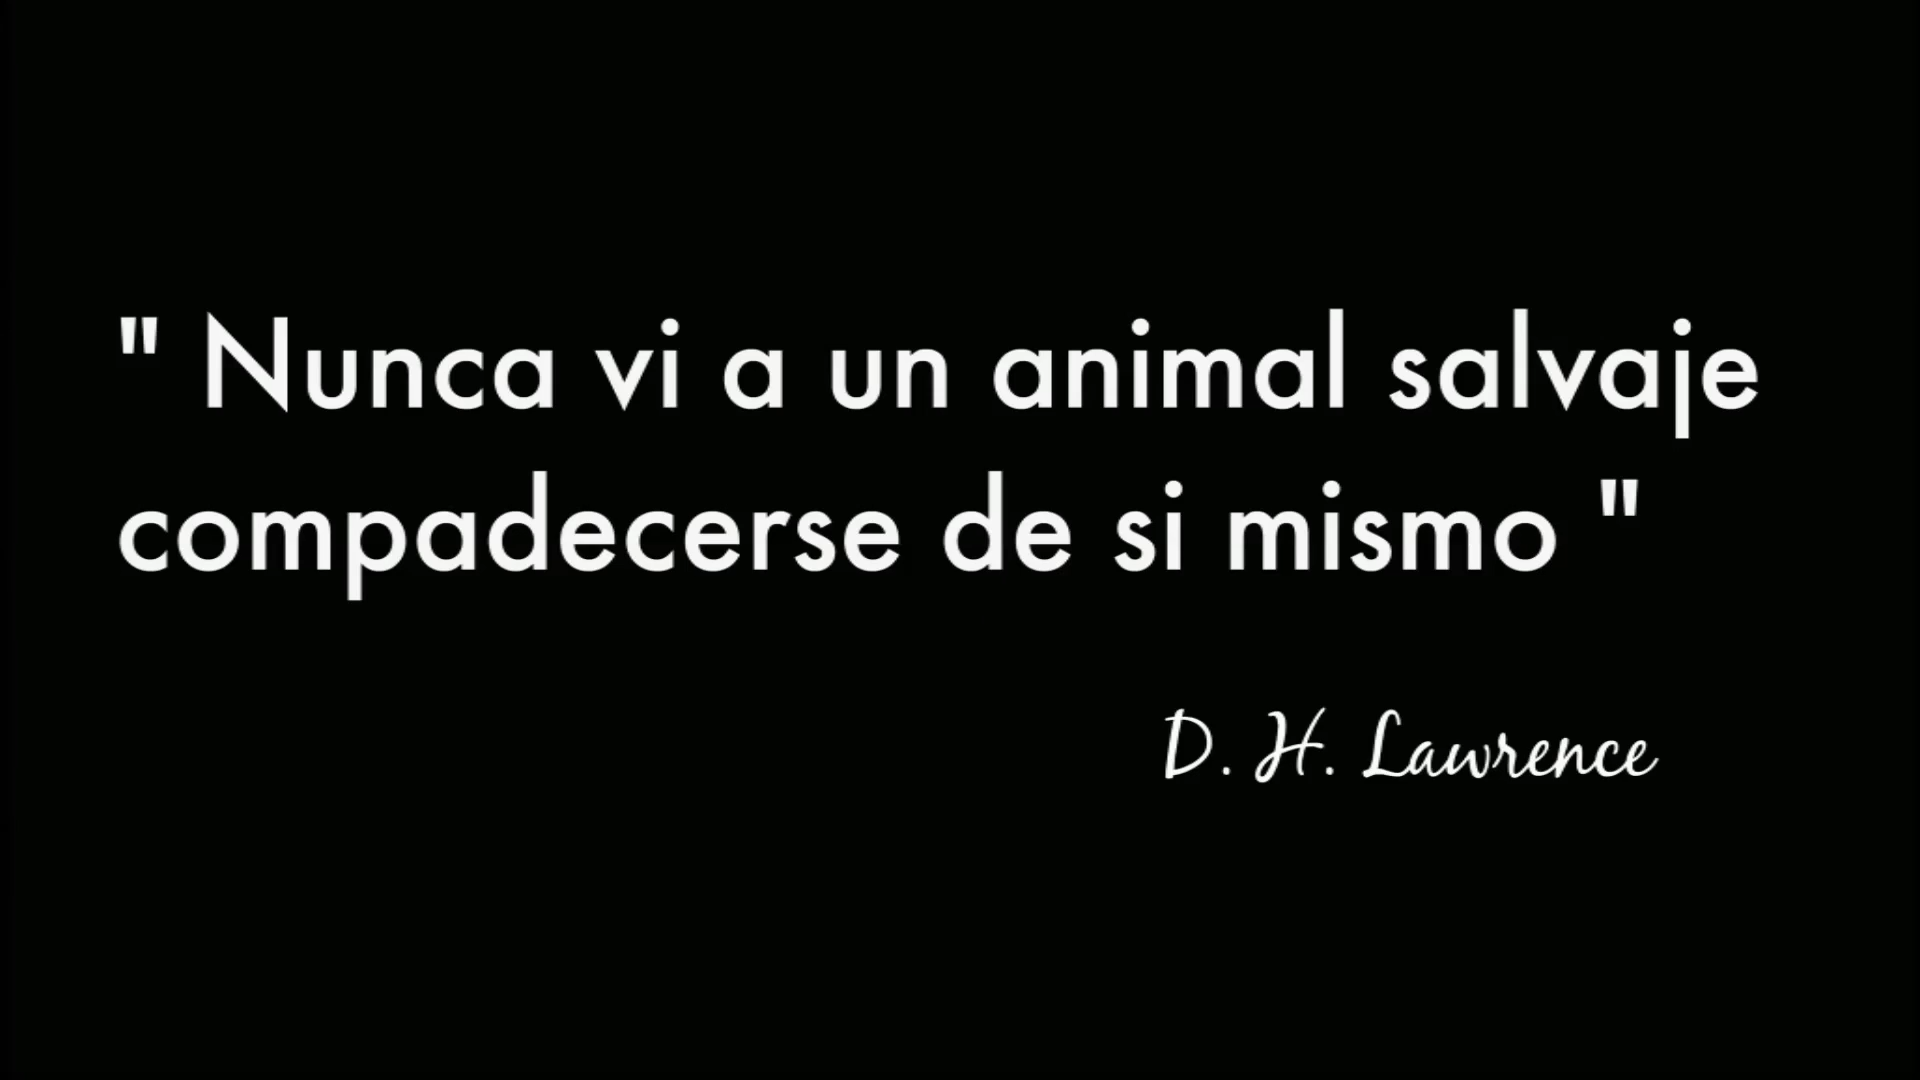 " Nunca vi a un animal salvaje
compadecerse de si mismo "
D. H. Lawrence